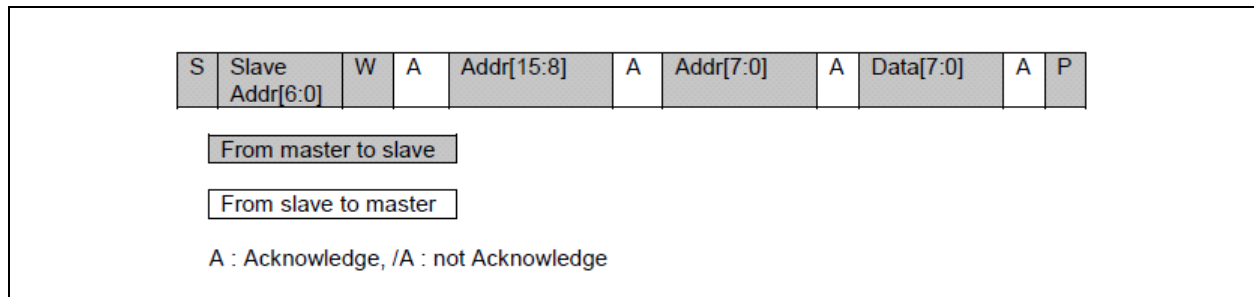 S Slave W A Addr[15:8] A Addr[7:0] A Data[7:0] A P
Addr[6:0]
From master to slave
From slave to master
A : Acknowledge, /A : not Acknowledge